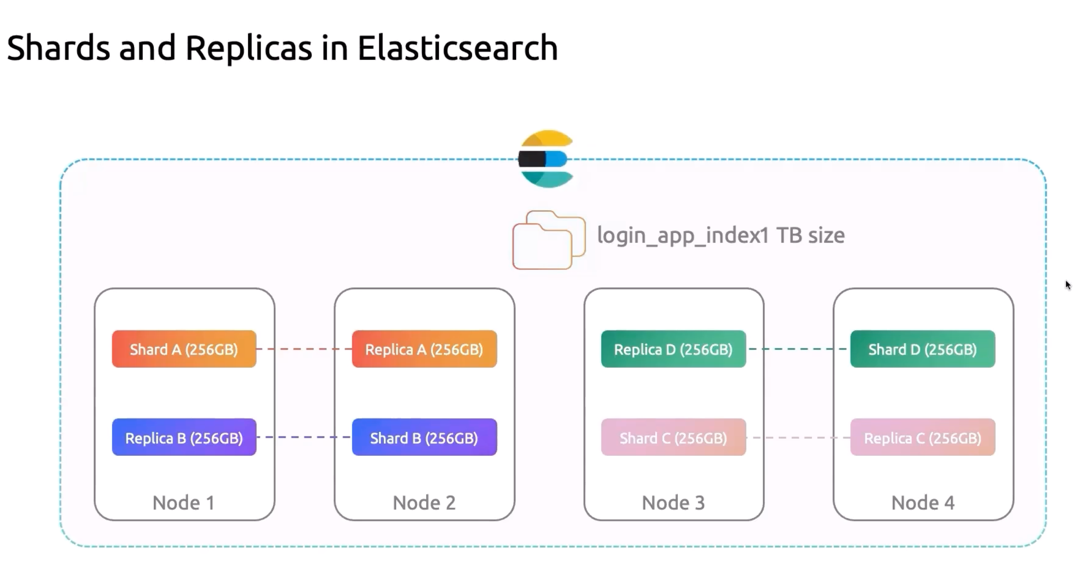 Shards and Replicas in Elasticsearch
login_app_index1 TB size
Shard A (256GB)
Replica A (256GB)
Replica D (256GB)
Shard D (256GB)
Replica B (256GB)
Shard B (256GB)
Shard C (256GB)
Replica C (256GB)
Node 1
Node 2
Node 3
Node 4